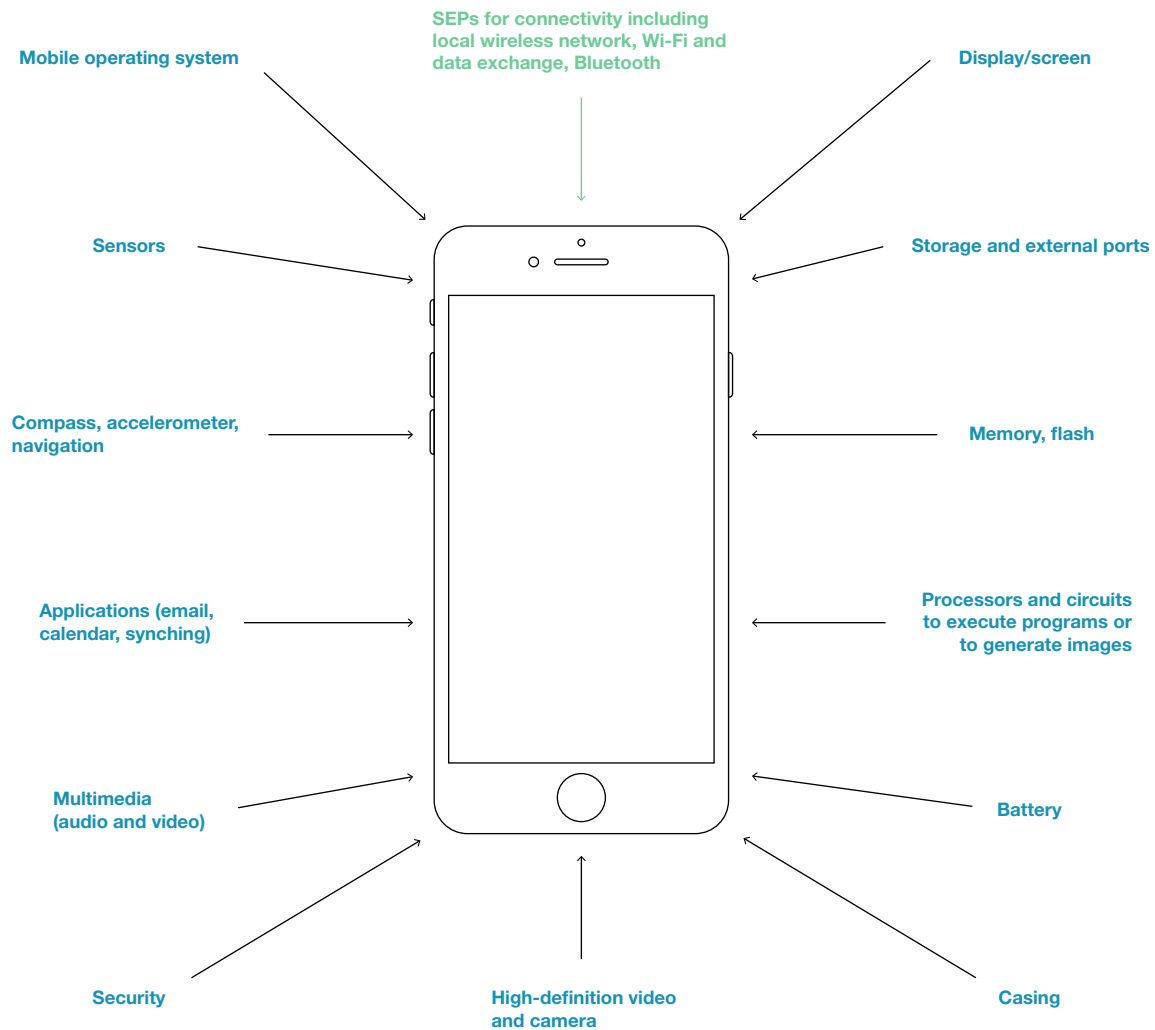 SEPs for connectivity including
local wireless network, Wi-Fi and
data exchange, Bluetooth
Mobile operating system
Display/screen
Sensors
Storage and external ports
Compass, accelerometer,
navigation
Memory, flash
Applications (email,
calendar, synching)
Processors and circuits
to execute programs or
to generate images
Multimedia
(audio and video)
Battery
Security
High-definition video
and camera
Casing